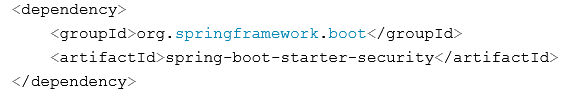 <dependency>
    <groupId>org.springframework.boot</groupId>
    <artifactId>spring-boot-starter-security</artifactId>
</dependency>